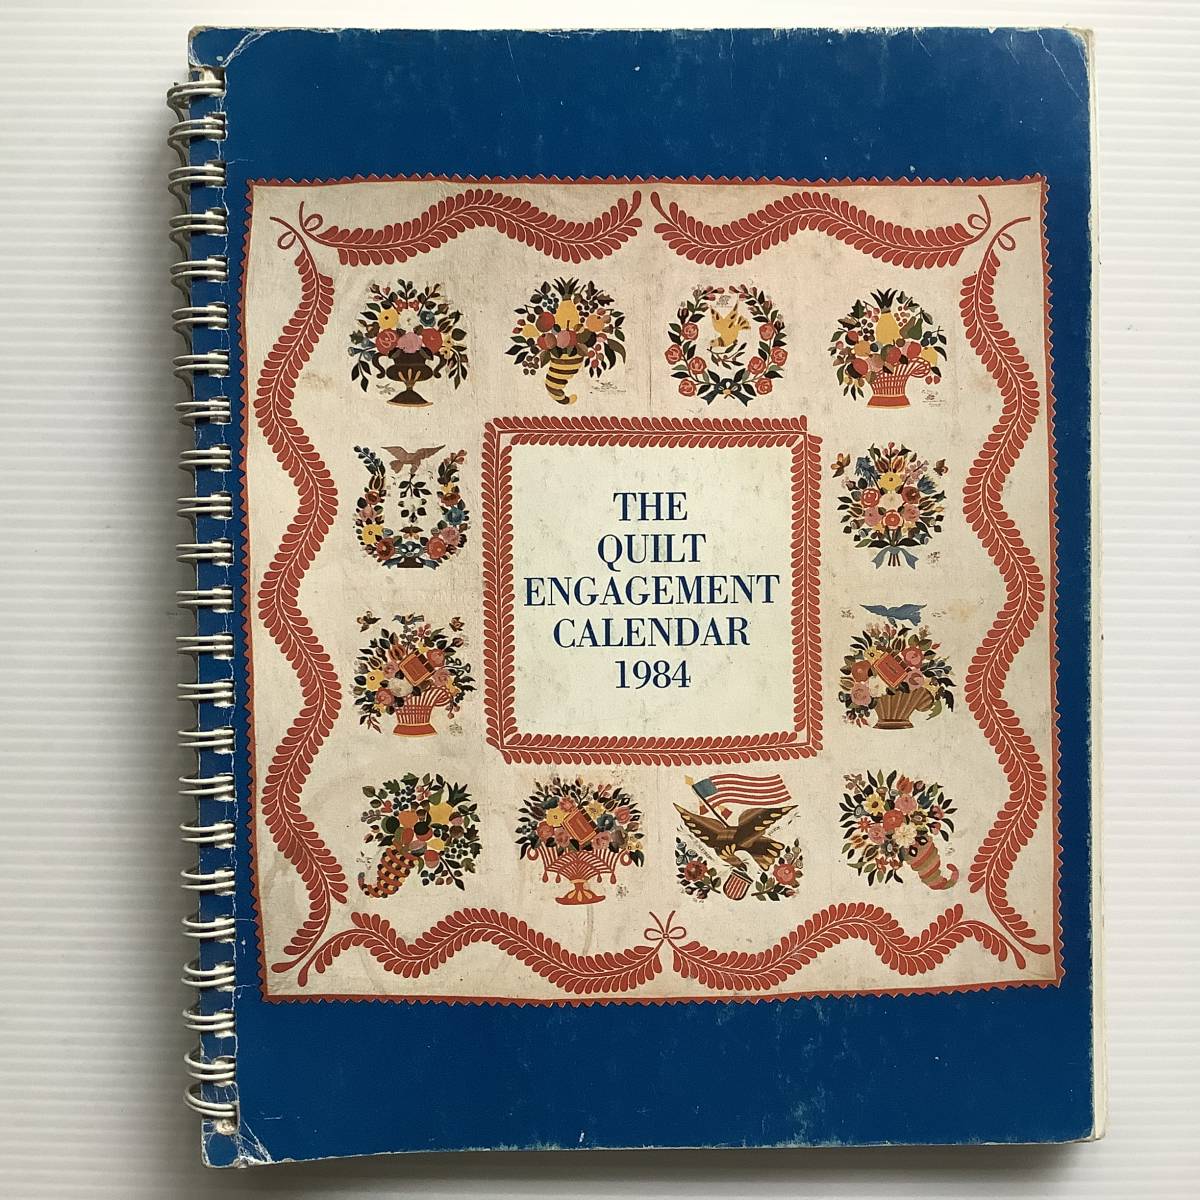 THE
QUILT
ENGAGEMENT
CALENDAR
1984